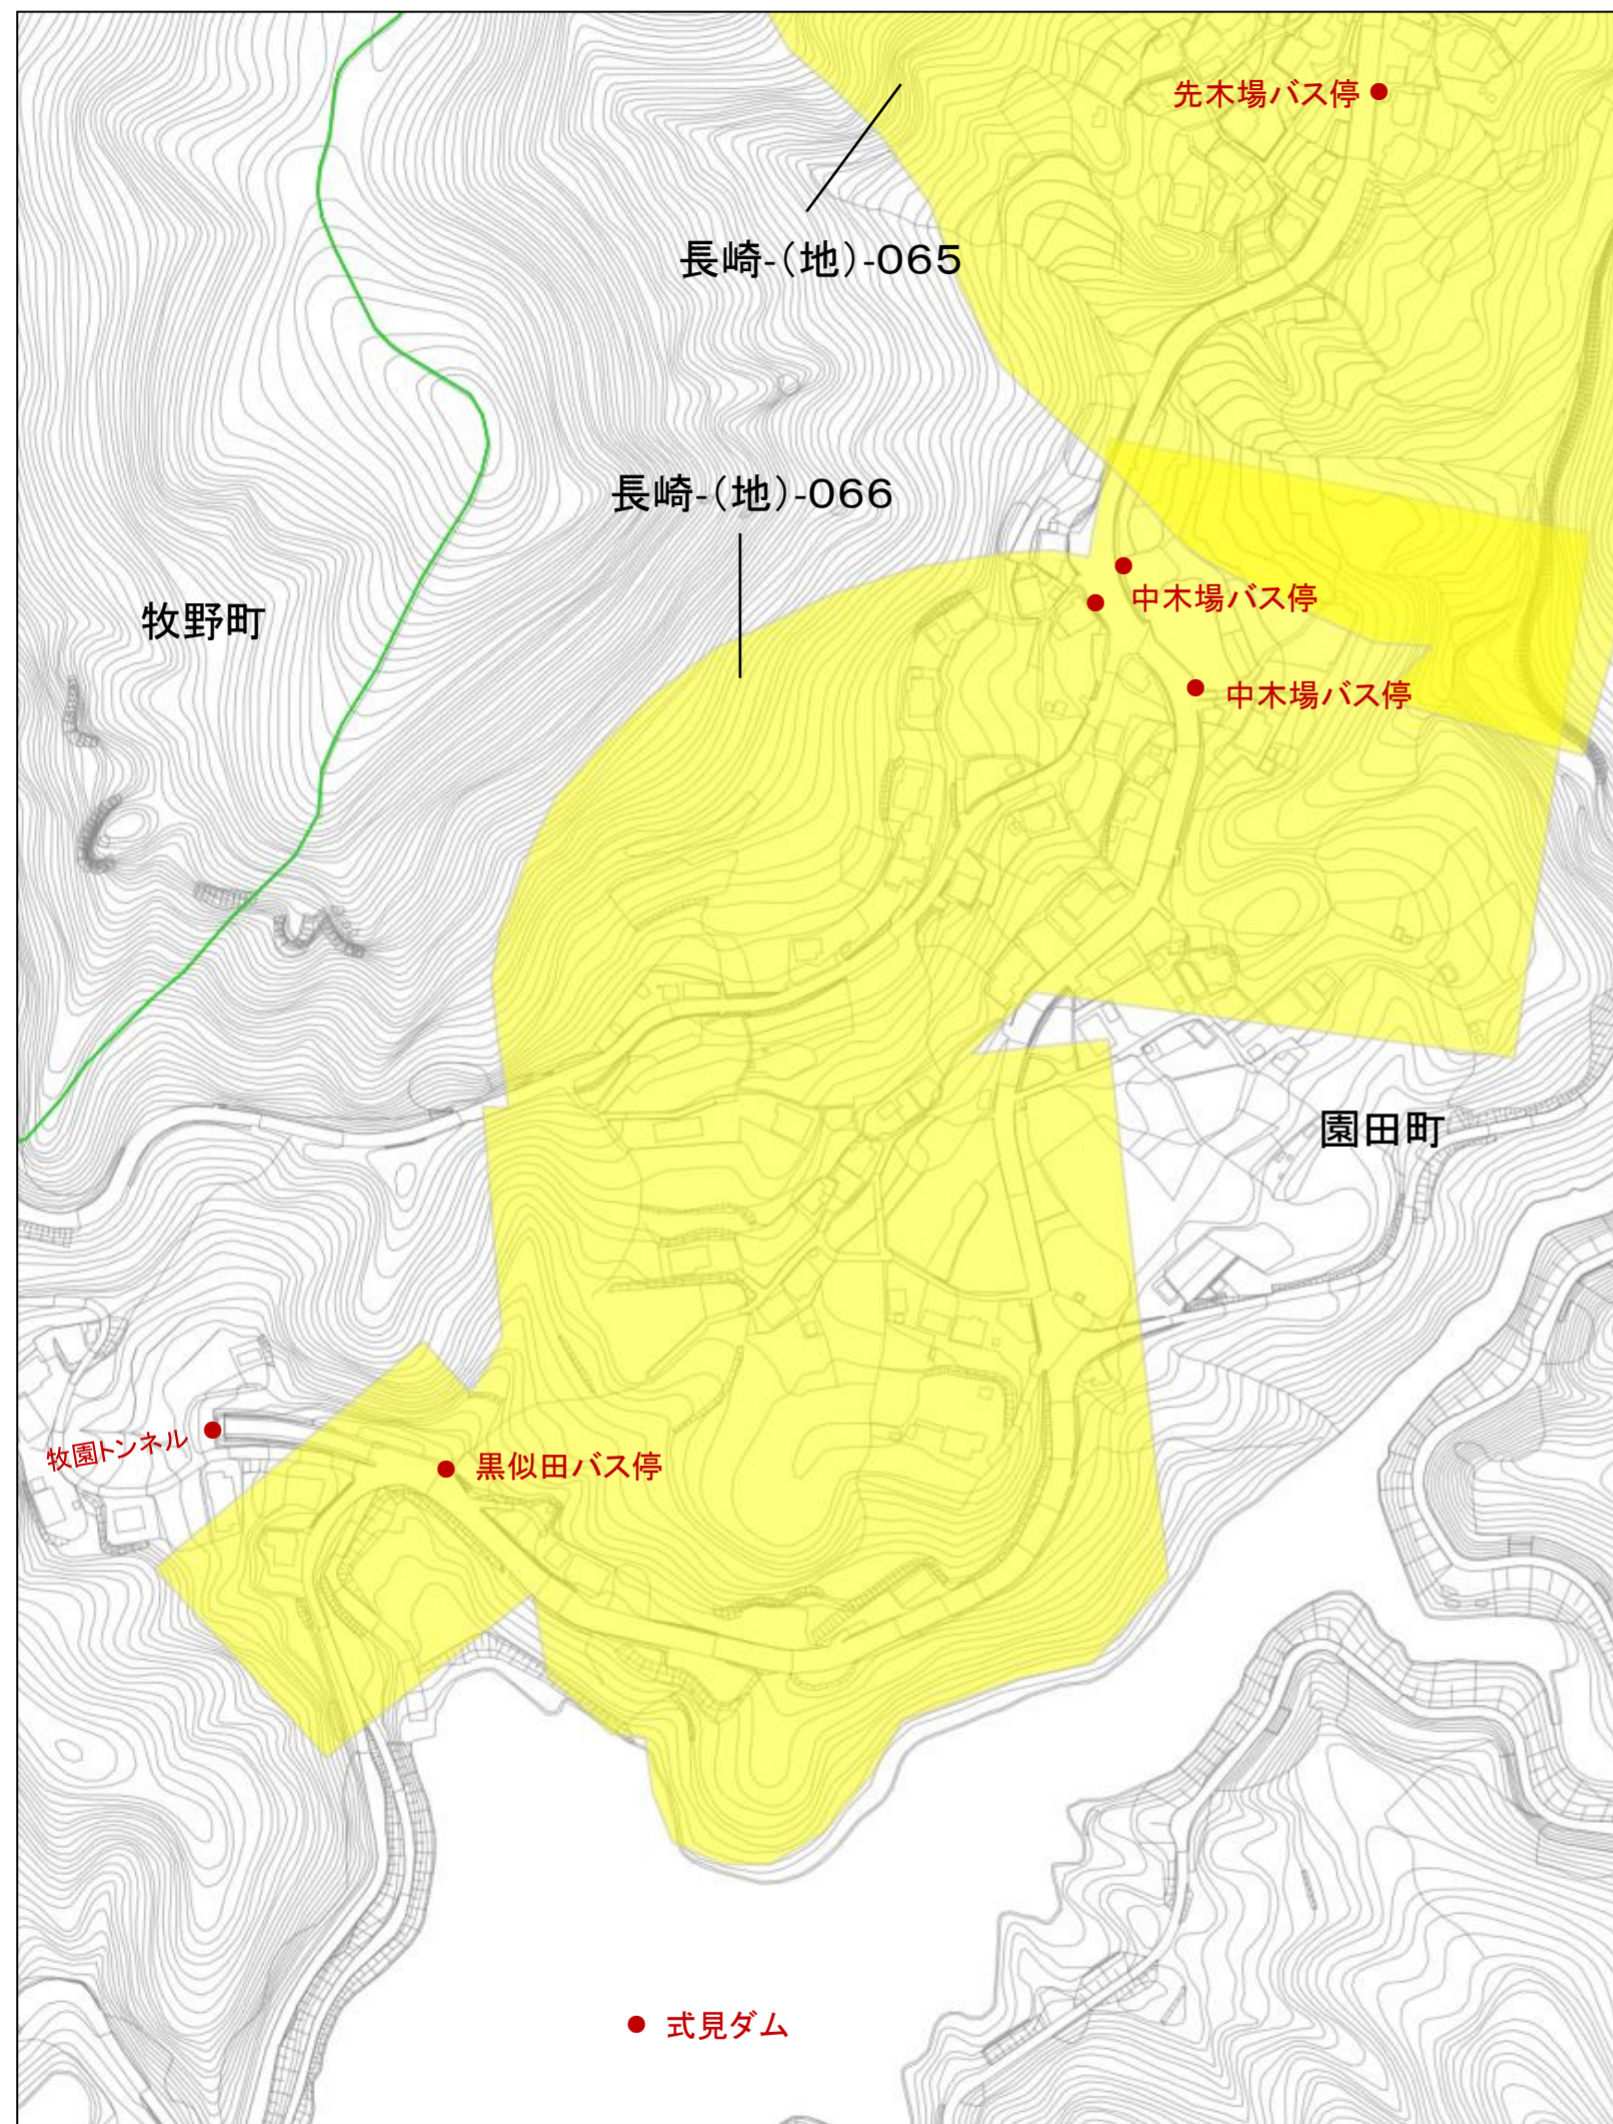 先木場バス停
長崎-(地)-065
長崎-(地)-066
中木場バス停
牧野町
中木場バス停
園田町
牧園トンネル
黒似田バス停
式見ダム